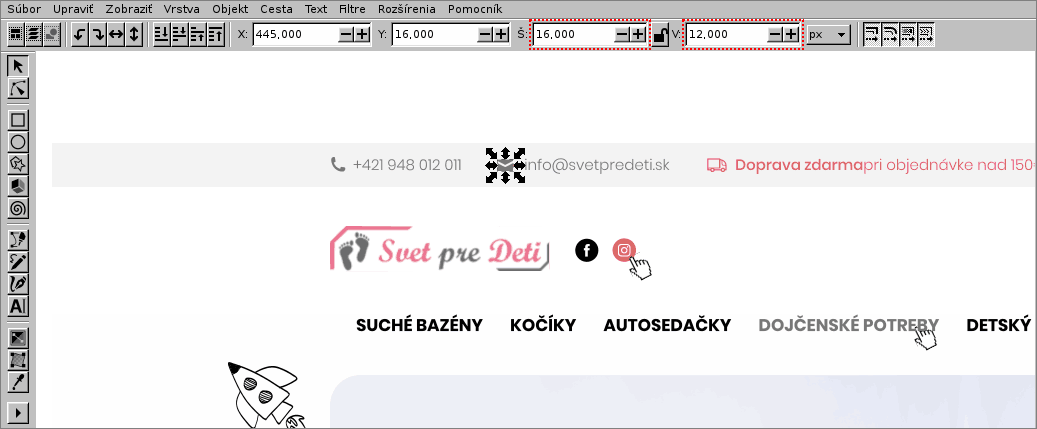 Súbor Upraviť Zobraziť Vrstva Objekt Cesta Text Filtre Rozšírenia Pomocník
X: 445,000 Y: 16,000 Š: 16,000 V: 12,000 px
+421 948 012 011 info@svetpredeti.sk Doprava zdarma pri objednávke nad 150
Svet pre Deti
SUCHÉ BAZÉNY KOČÍKY AUTOSEDAČKY DOJČENSKÉ POTREBY DETSKÝ
A